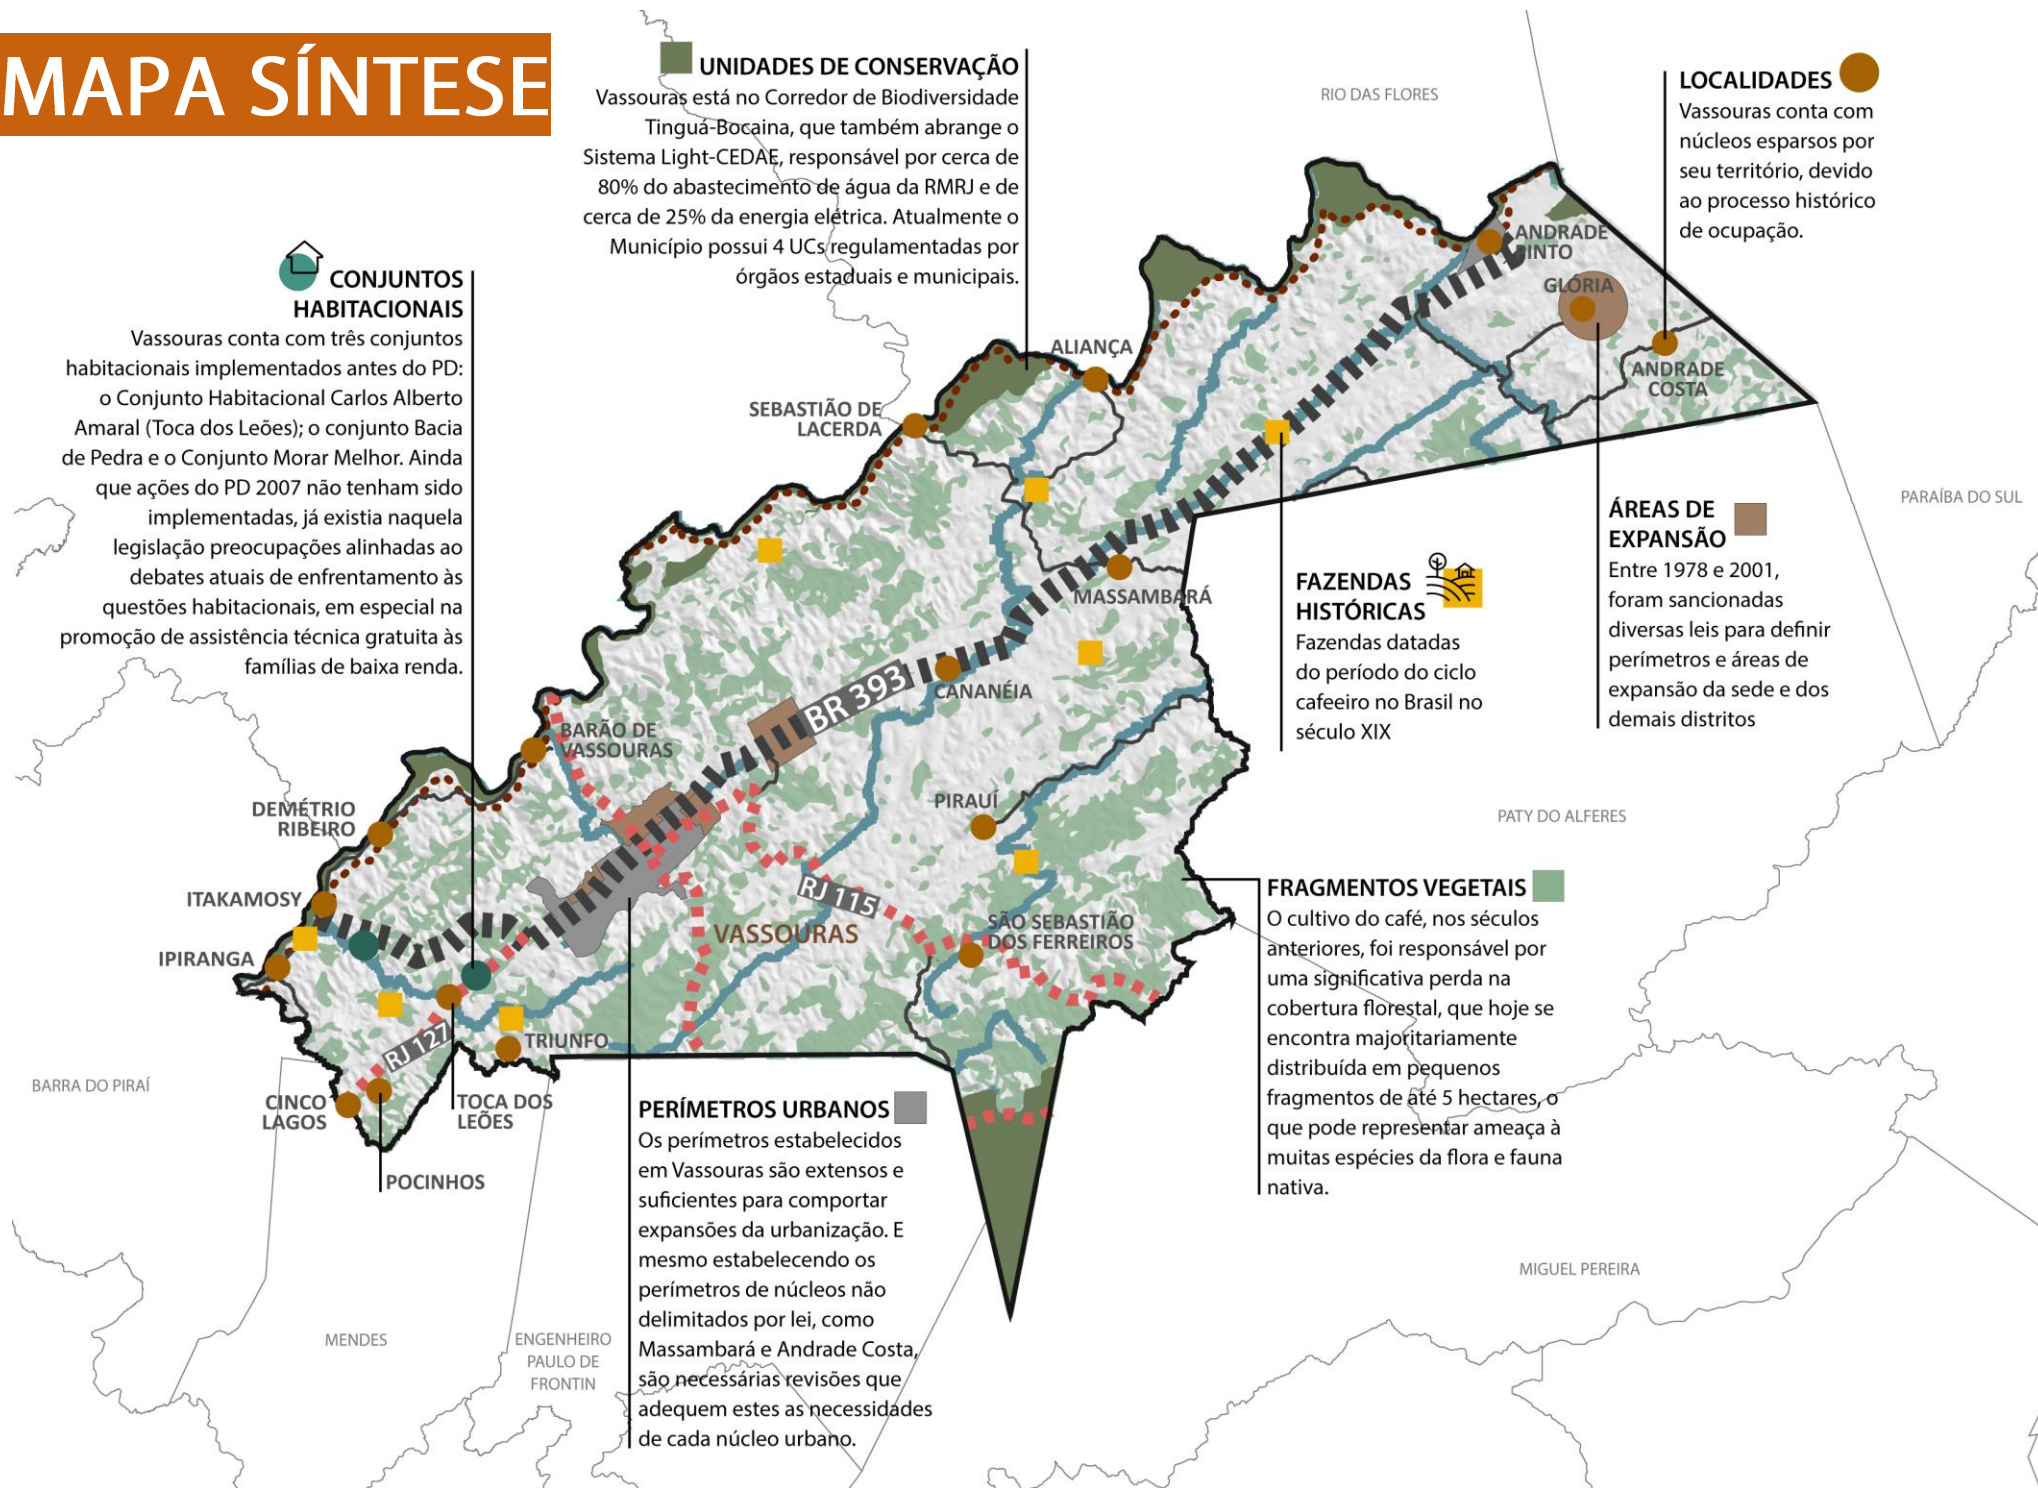 MAPA SÍNTESE
UNIDADES DE CONSERVAÇÃO
Vassouras está no Corredor de Biodiversidade
Tinguá-Bocaina, que também abrange o
Sistema Light-CEDAE, responsável por cerca de
80% do abastecimento de água da RMRJ e de
cerca de 25% da energia elétrica. Atualmente o
Município possui 4 UCs regulamentadas por
órgãos estaduais e municipais.
RIO DAS FLORES
LOCALIDADES
Vassouras conta com
núcleos esparsos por
seu território, devido
ao processo histórico
de ocupação.
CONJUNTOS
HABITACIONAIS
Vassouras conta com três conjuntos
habitacionais implementados antes do PD:
o Conjunto Habitacional Carlos Alberto
Amaral (Toca dos Leões); o conjunto Bacia
de Pedra e o Conjunto Morar Melhor. Ainda
que ações do PD 2007 não tenham sido
implementadas, já existia naquela
legislação preocupações alinhadas ao
debates atuais de enfrentamento às
questões habitacionais, em especial na
promoção de assistência técnica gratuita às
famílias de baixa renda.
ANDRADE
PINTO
GLÓRIA
ANDRADE
COSTA
ALIANÇA
SEBASTIÃO DE
LACERDA
PARAÍBA DO SUL
ÁREAS DE
EXPANSÃO
Entre 1978 e 2001,
foram sancionadas
diversas leis para definir
perímetros e áreas de
expansão da sede e dos
demais distritos
FAZENDAS
HISTÓRICAS
Fazendas datadas
do período do ciclo
cafeeiro no Brasil no
século XIX
MASSAMBARÁ
CANANÉIA
BR 393
BARÃO DE
VASSOURAS
PIRAUÍ
DEMÉTRIO
RIBEIRO
PATY DO ALFERES
ITAKAMOSY
IPIRANGA
RJ 115
VASSOURAS
SÃO SEBASTIÃO
DOS FERREIROS
FRAGMENTOS VEGETAIS
O cultivo do café, nos séculos
anteriores, foi responsável por
uma significativa perda na
cobertura florestal, que hoje se
encontra majoritariamente
distribuída em pequenos
fragmentos de até 5 hectares, o
que pode representar ameaça à
muitas espécies da flora e fauna
nativa.
RJ 127
TRIUNFO
BARRA DO PIRAÍ
CINCO
LAGOS
TOCA DOS
LEÕES
POCINHOS
PERÍMETROS URBANOS
Os perímetros estabelecidos
em Vassouras são extensos e
suficientes para comportar
expansões da urbanização. E
mesmo estabelecendo os
perímetros de núcleos não
delimitados por lei, como
Massambará e Andrade Costa,
são necessárias revisões que
adequem estes as necessidades
de cada núcleo urbano.
MIGUEL PEREIRA
MENDES
ENGENHEIRO
PAULO DE
FRONTIN